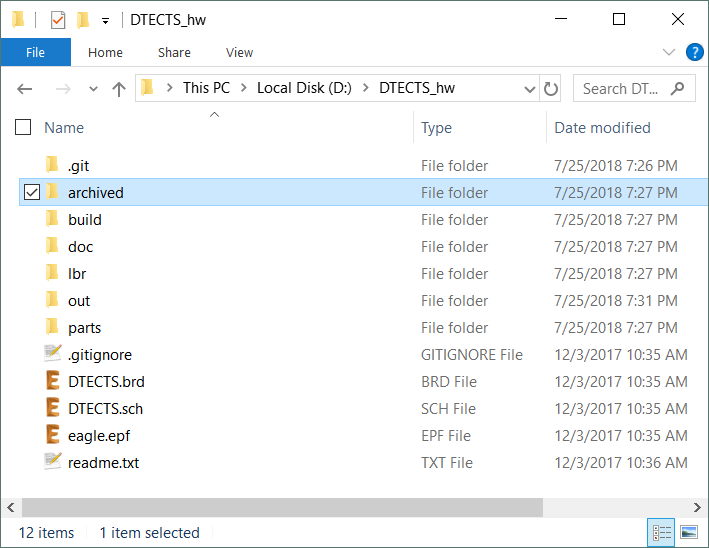 DTECTS_hw
File Home Share View
This PC Local Disk (D:) DTECTS_hw Search DT...
Name Type Date modified
.git File folder 7/25/2018 7:26 PM
archived File folder 7/25/2018 7:27 PM
build File folder 7/25/2018 7:27 PM
doc File folder 7/25/2018 7:27 PM
lbr File folder 7/25/2018 7:27 PM
out File folder 7/25/2018 7:31 PM
parts File folder 7/25/2018 7:27 PM
.gitignore GITIGNORE File 12/3/2017 10:35 AM
DTECTS.brd BRD File 12/3/2017 10:35 AM
DTECTS.sch SCH File 12/3/2017 10:35 AM
eagle.epf EPF File 12/3/2017 10:35 AM
readme.txt TXT File 12/3/2017 10:36 AM
12 items 1 item selected